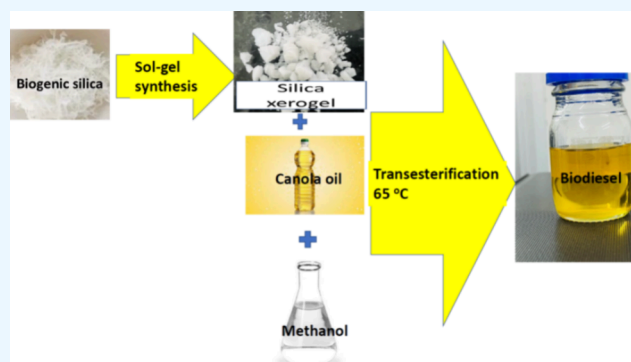 Biogenic silica
Sol-gel
synthesis
Silica
xerogel
+
Canola oil
+
Methanol
Transesterification
65 °C
Biodiesel